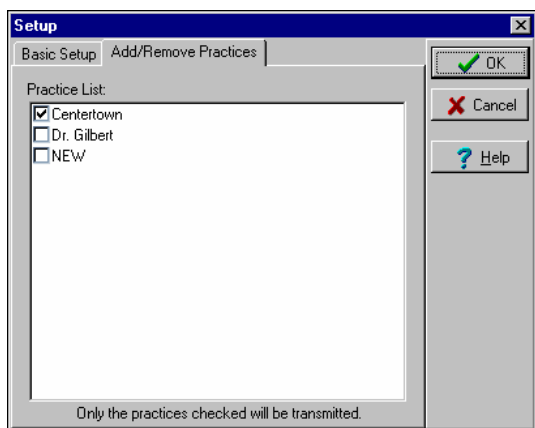 Setup
Basic Setup
Add/Remove Practices
OK
Practice List:
Cancel
Centertown
Dr. Gilbert
NEW
Help
Only the practices checked will be transmitted.